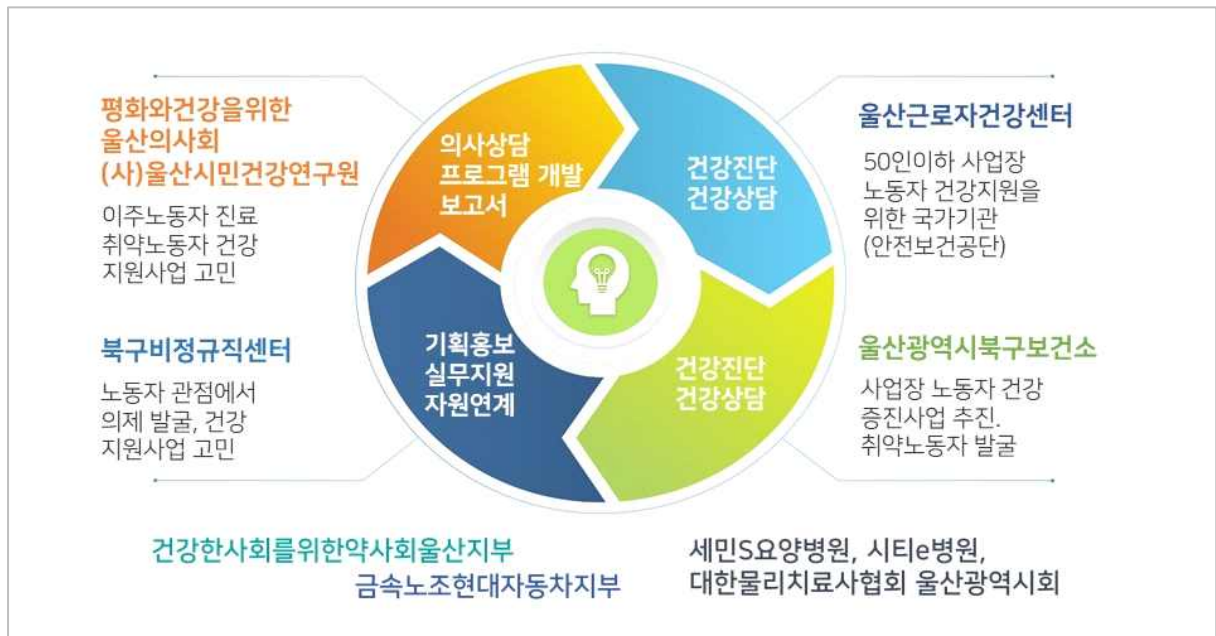 평화와건강을위한
울산의사회
(사)울산시민건강연구원
이주노동자 진료
취약노동자 건강
지원사업 고민
의사상담
프로그램 개발
보고서
건강진단
건강상담
울산근로자건강센터
50인이하 사업장
노동자 건강지원을
위한 국가기관
(안전보건공단)
북구비정규직센터
노동자 관점에서
의제 발굴, 건강
지원사업 고민
기획홍보
실무지원
자원연계
건강진단
건강상담
울산광역시북구보건소
사업장 노동자 건강
증진사업 추진.
취약노동자 발굴
건강한사회를위한약사회울산지부
금속노조현대자동차지부
세민S요양병원, 시티e병원,
대한물리치료사협회 울산광역시회